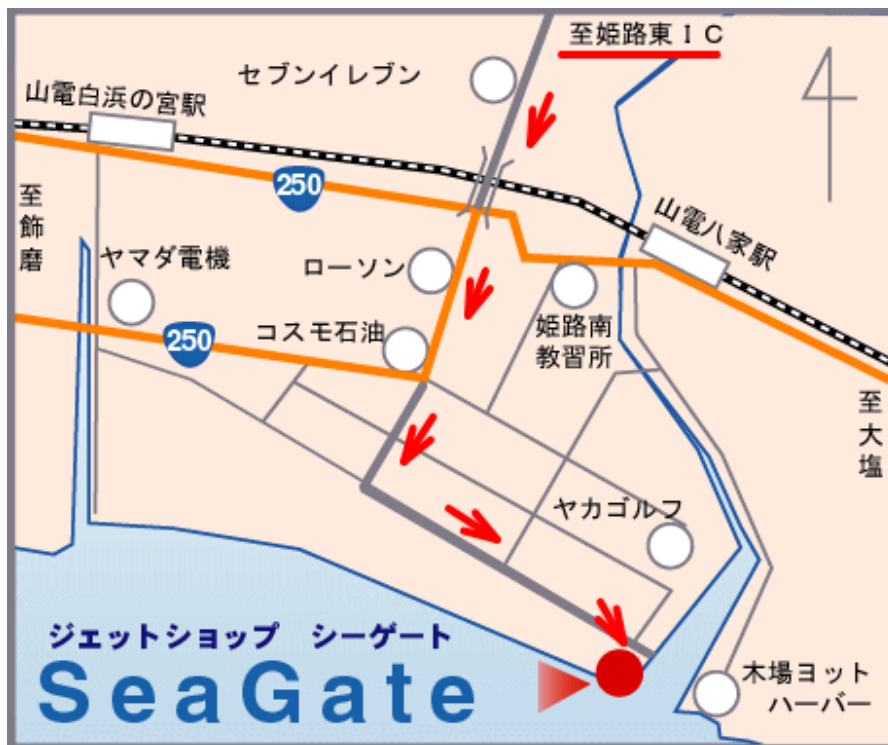 至姫路東IC
セブンイレブン
山電白浜の宮駅
250
至飾磨
山電八家駅
ヤマダ電機
ローソン
250
コスモ石油
姫路南
教習所
至大塩
ヤカゴルフ
ジェットショップ シーゲート
SeaGate
木場ヨット
ハーバー